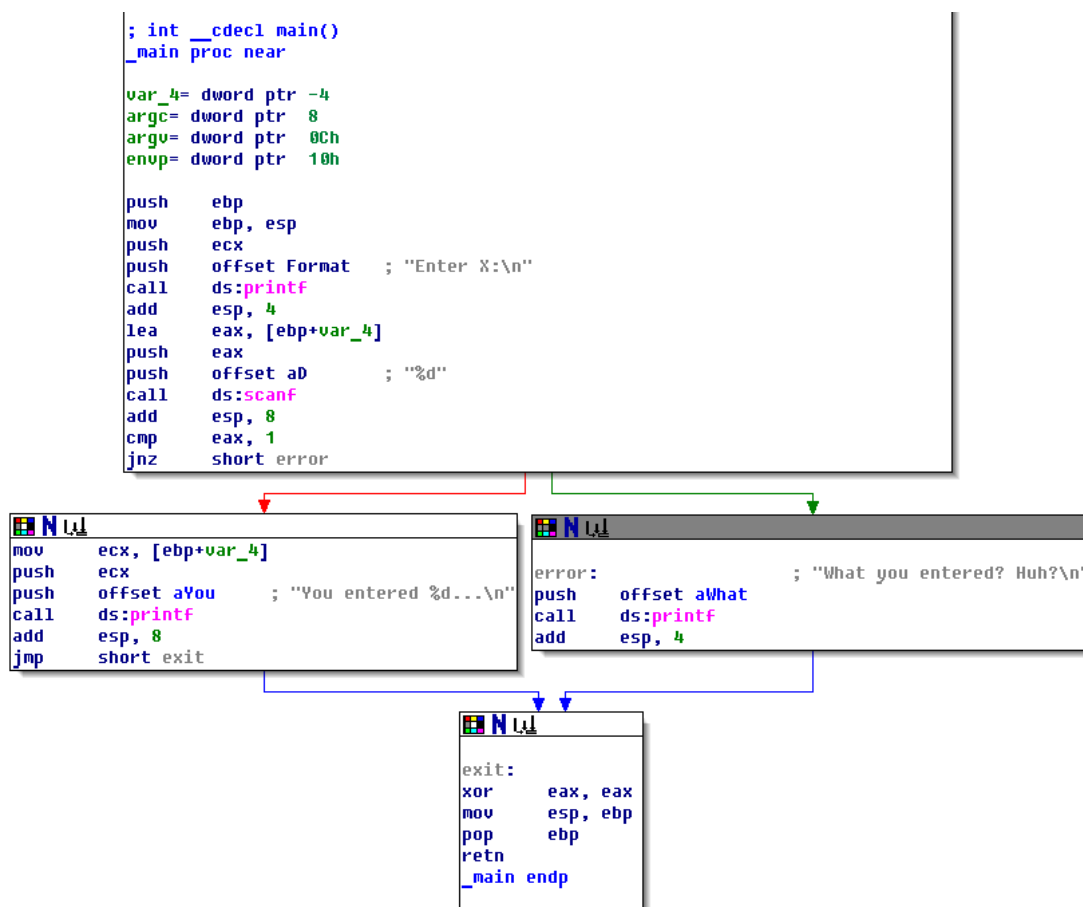 ; int __cdecl main()
_main proc near
var_4= dword ptr -4
argc= dword ptr  8
argv= dword ptr  0Ch
envp= dword ptr  10h
push    ebp
mov     ebp, esp
push    ecx
push    offset Format   ; "Enter X:\n"
call    ds:printf
add     esp, 4
lea     eax, [ebp+var_4]
push    eax
push    offset aD       ; "%d"
call    ds:scanf
add     esp, 8
cmp     eax, 1
jnz     short error
N
mov     ecx, [ebp+var_4]
push    ecx
push    offset aYou     ; "You entered %d...\n"
call    ds:printf
add     esp, 8
jmp     short exit
N
error:                  ; "What you entered? Huh?\n"
push    offset aWhat
call    ds:printf
add     esp, 4
N
exit:
xor     eax, eax
mov     esp, ebp
pop     ebp
retn
_main endp